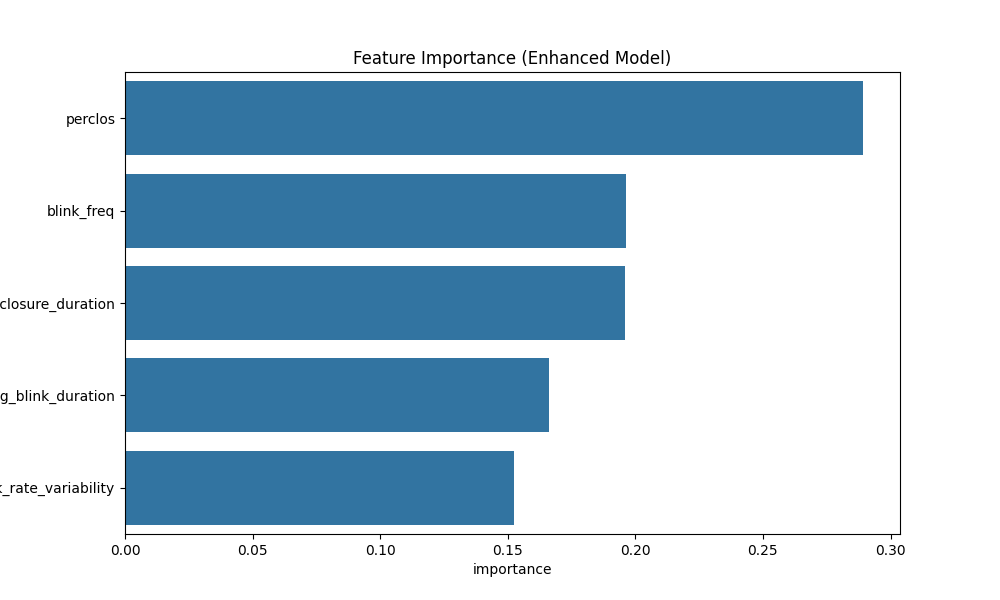 Feature Importance (Enhanced Model)
perclos
blink_freq
closure_duration
g_blink_duration
_rate_variability
0.00 0.05 0.10 0.15 0.20 0.25 0.30
importance